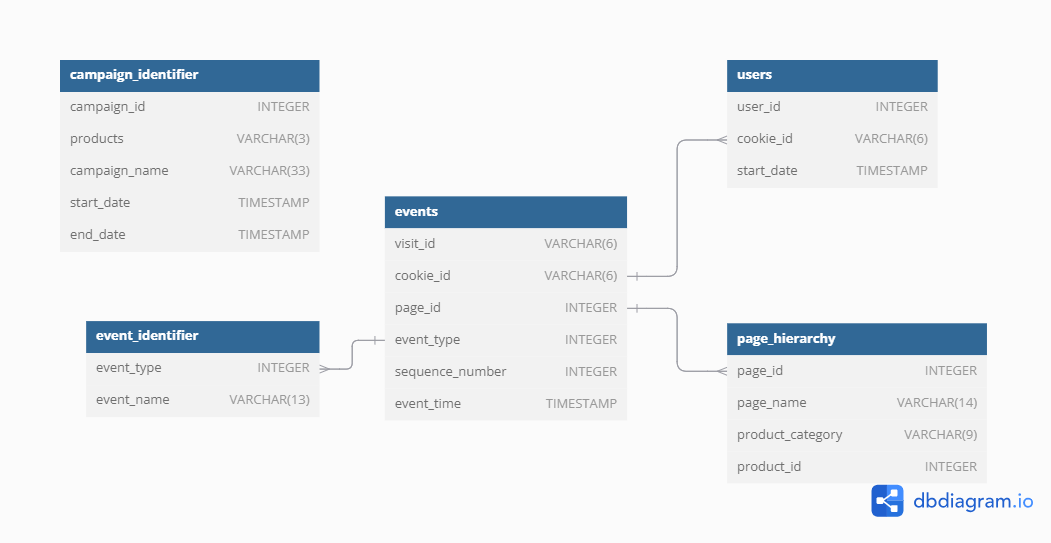 campaign_identifier
campaign_id INTEGER
products VARCHAR(3)
campaign_name VARCHAR(33)
start_date TIMESTAMP
end_date TIMESTAMP
users
user_id INTEGER
cookie_id VARCHAR(6)
start_date TIMESTAMP
events
visit_id VARCHAR(6)
cookie_id VARCHAR(6)
page_id INTEGER
event_type INTEGER
sequence_number INTEGER
event_time TIMESTAMP
event_identifier
event_type INTEGER
event_name VARCHAR(13)
page_hierarchy
page_id INTEGER
page_name VARCHAR(14)
product_category VARCHAR(9)
product_id INTEGER
dbdiagram.io